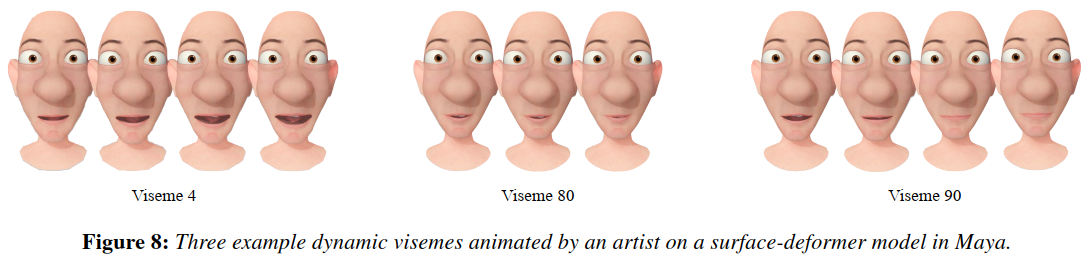 Viseme 4 Viseme 80 Viseme 90
Figure 8: Three example dynamic visemes animated by an artist on a surface-deformer model in Maya.